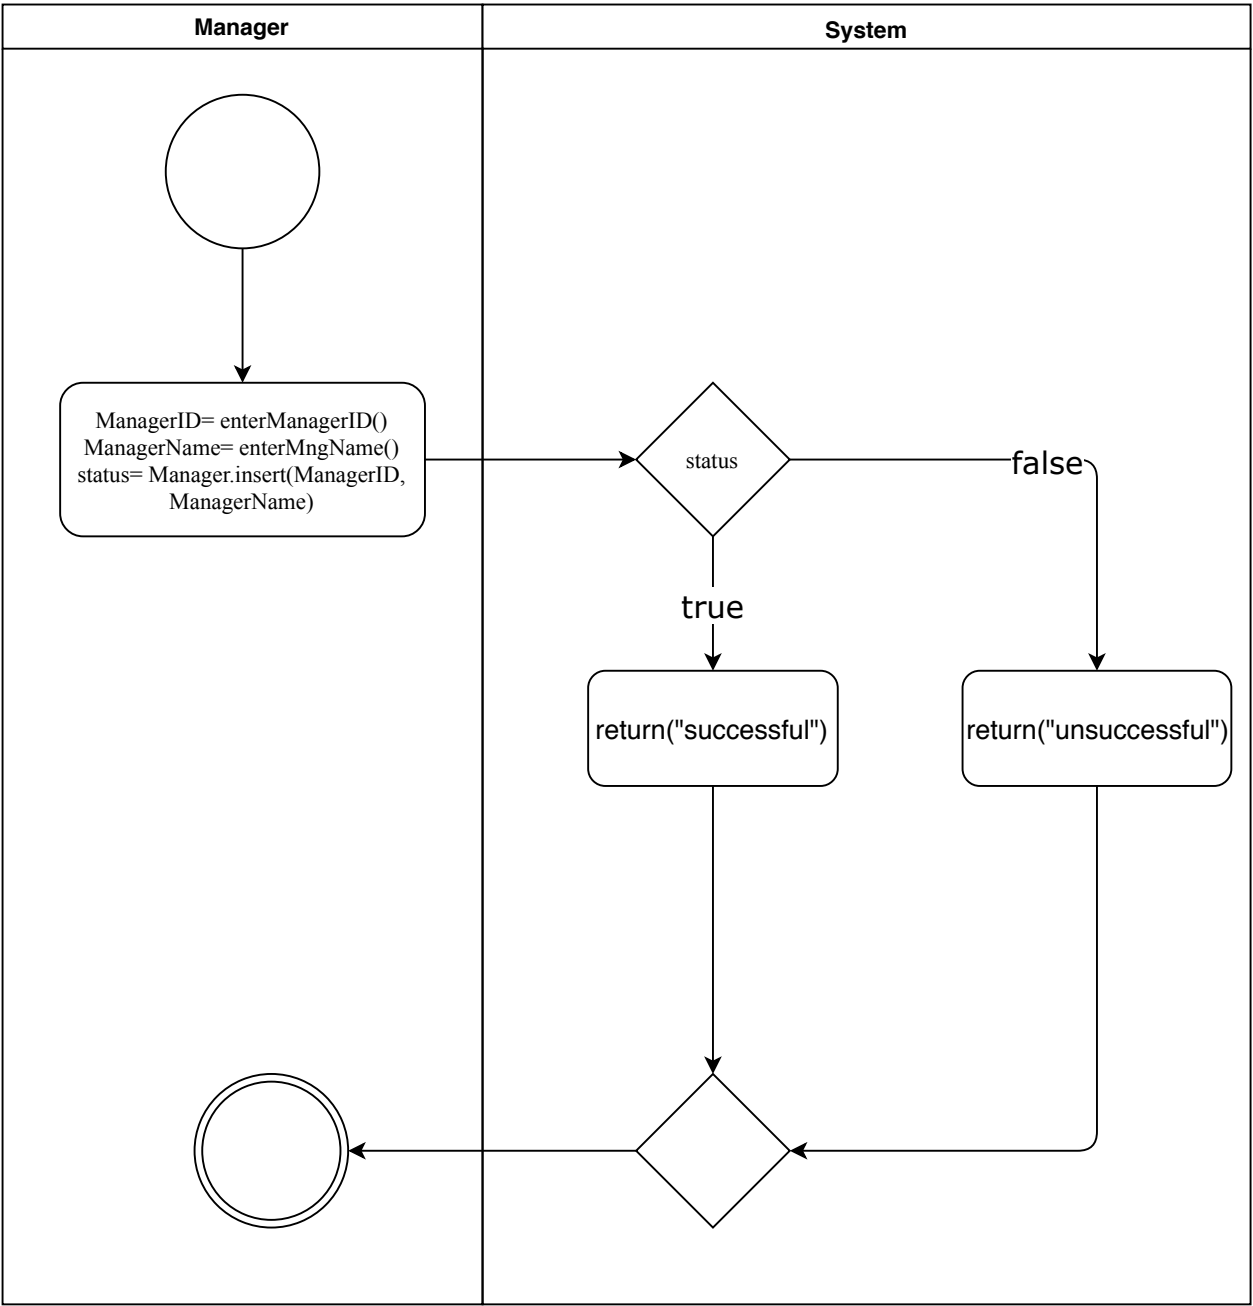 Manager
System
ManagerID= enterManagerID()
ManagerName= enterMngName()
status= Manager.insert(ManagerID,
ManagerName)
status
false
true
return("successful")
return("unsuccessful")